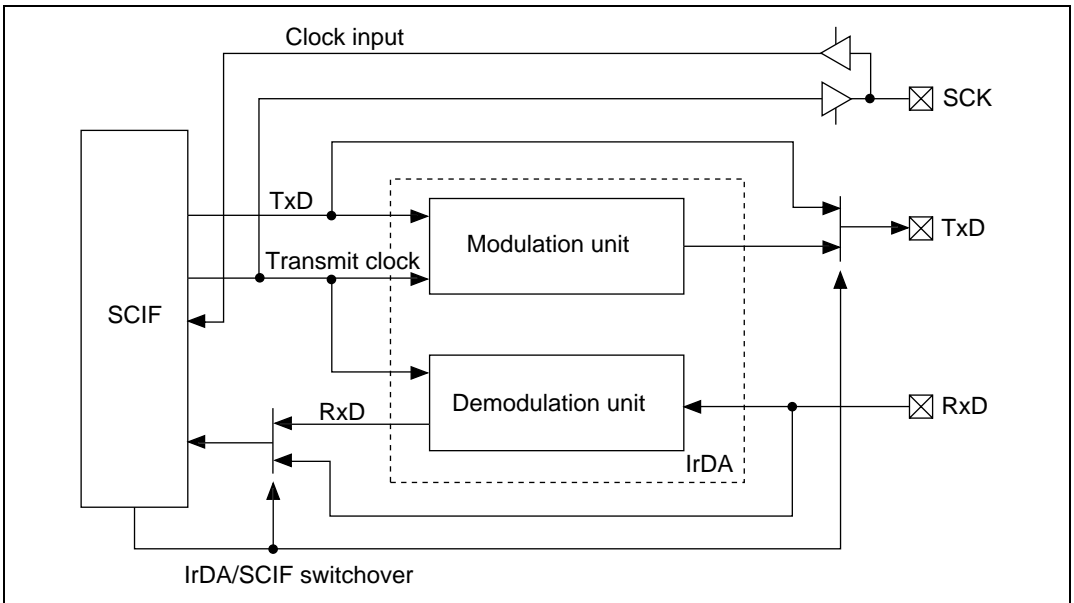 Clock input
SCK
TxD
TxD
Modulation unit
Transmit clock
SCIF
RxD
Demodulation unit
RxD
IrDA
IrDA/SCIF switchover